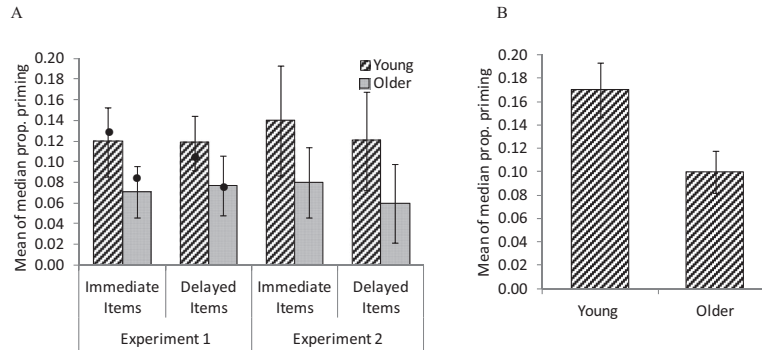 A
Mean of median prop. priming
0.20
0.18
0.16
0.14
0.12
0.10
0.08
0.06
0.04
0.02
0.00
Young
Older
Immediate Items
Delayed Items
Immediate Items
Delayed Items
Experiment 1
Experiment 2
B
Mean of median prop. priming
0.20
0.18
0.16
0.14
0.12
0.10
0.08
0.06
0.04
0.02
0.00
Young
Older